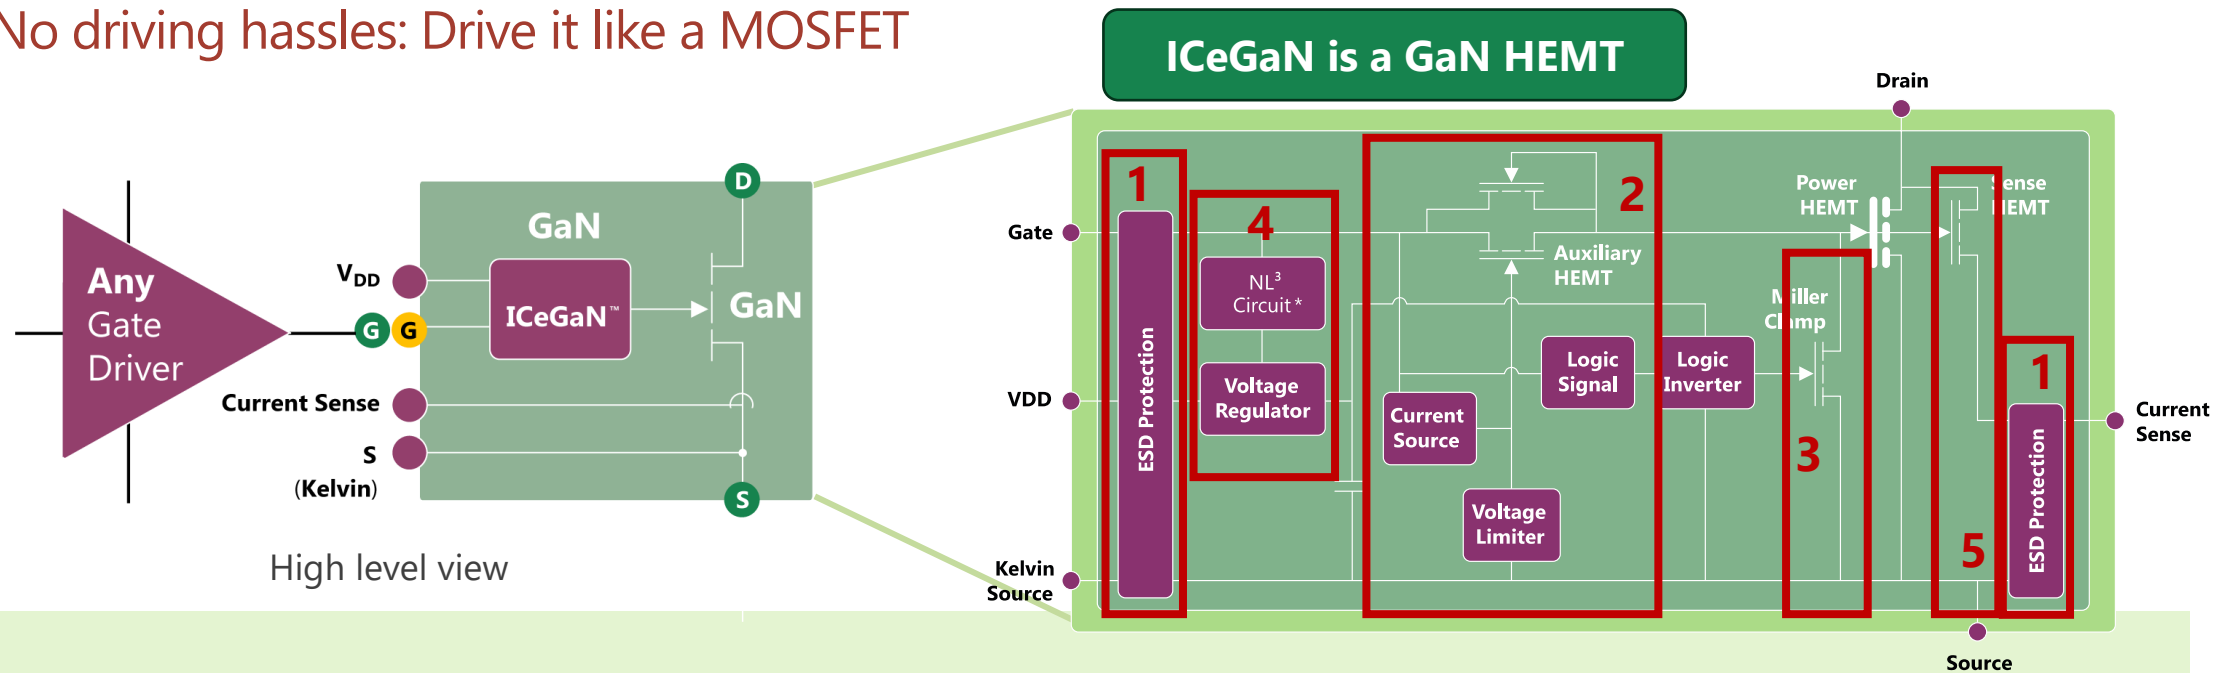 No driving hassles: Drive it like a MOSFET
ICeGaN is a GaN HEMT
Any
Gate
Driver
VDD
G
G
Current Sense
S
(Kelvin)
GaN
ICeGaN™
GaN
D
S
High level view
Drain
Gate
VDD
Kelvin
Source
1
ESD Protection
4
NL³
Circuit*
Voltage
Regulator
2
Auxiliary
HEMT
Current
Source
Logic
Signal
Logic
Inverter
Voltage
Limiter
Power
HEMT
Miller
Clamp
3
Sense
HEMT
5
1
ESD Protection
Current
Sense
Source